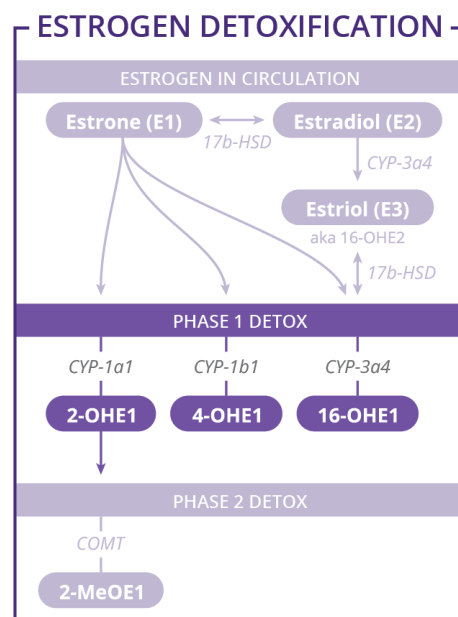 ESTROGEN DETOXIFICATION
ESTROGEN IN CIRCULATION
Estrone (E1)
Estradiol (E2)
17b-HSD
CYP-3a4
Estriol (E3)
aka 16-OHE2
17b-HSD
PHASE 1 DETOX
CYP-1a1
CYP-1b1
CYP-3a4
2-OHE1
4-OHE1
16-OHE1
PHASE 2 DETOX
COMT
2-MeOE1